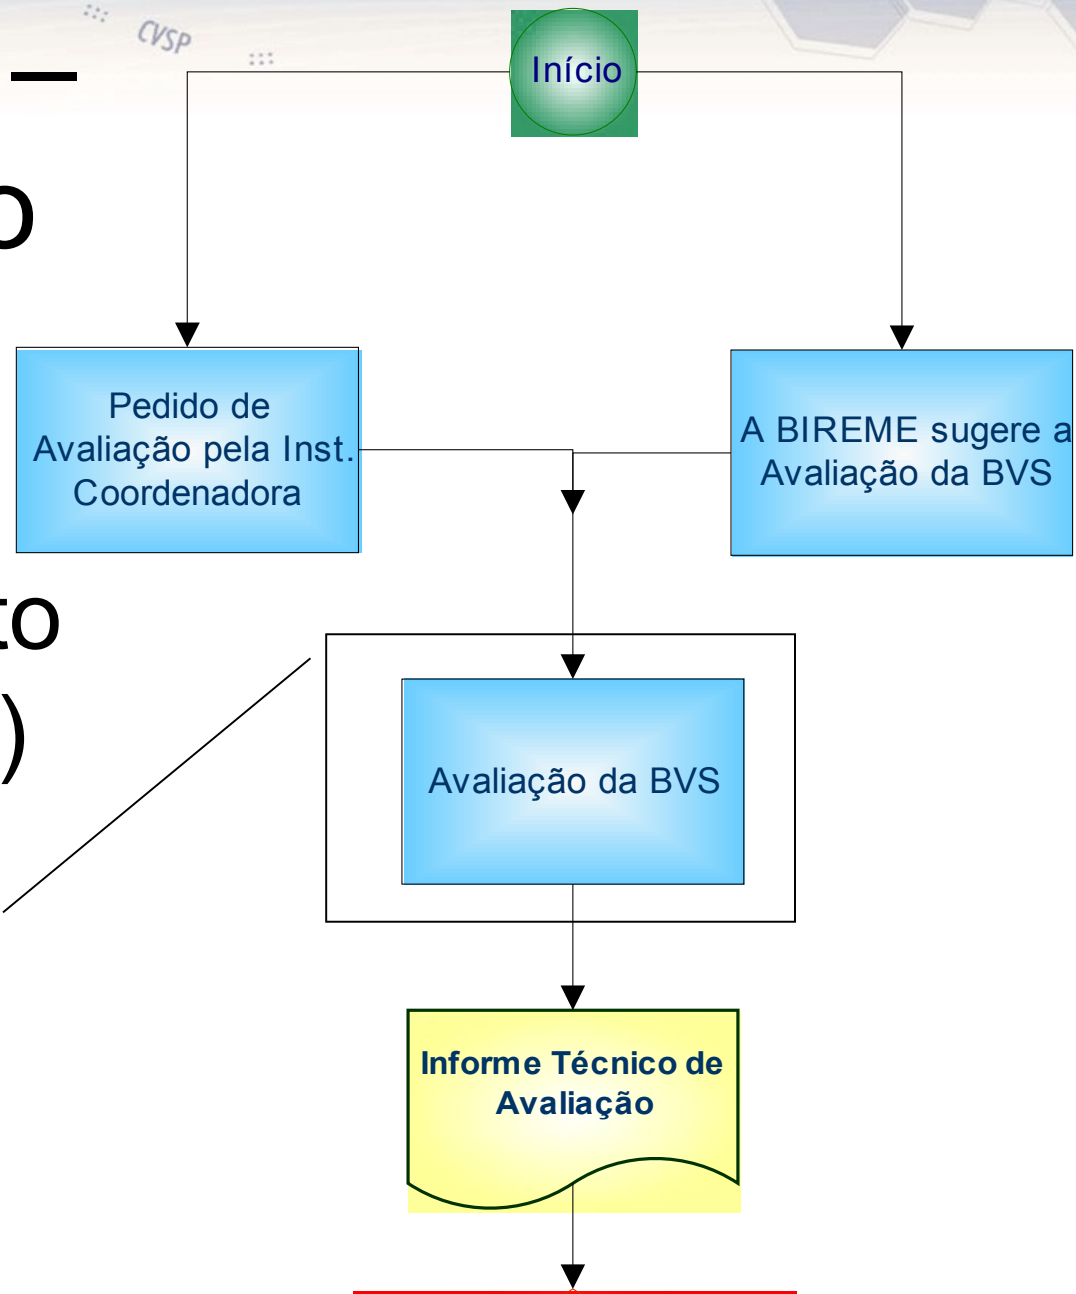 CVSP
–
o
to
)
Início
Pedido de
Avaliação pela Inst.
Coordenadora
A BIREME sugere a
Avaliação da BVS
Avaliação da BVS
Informe Técnico de
Avaliação